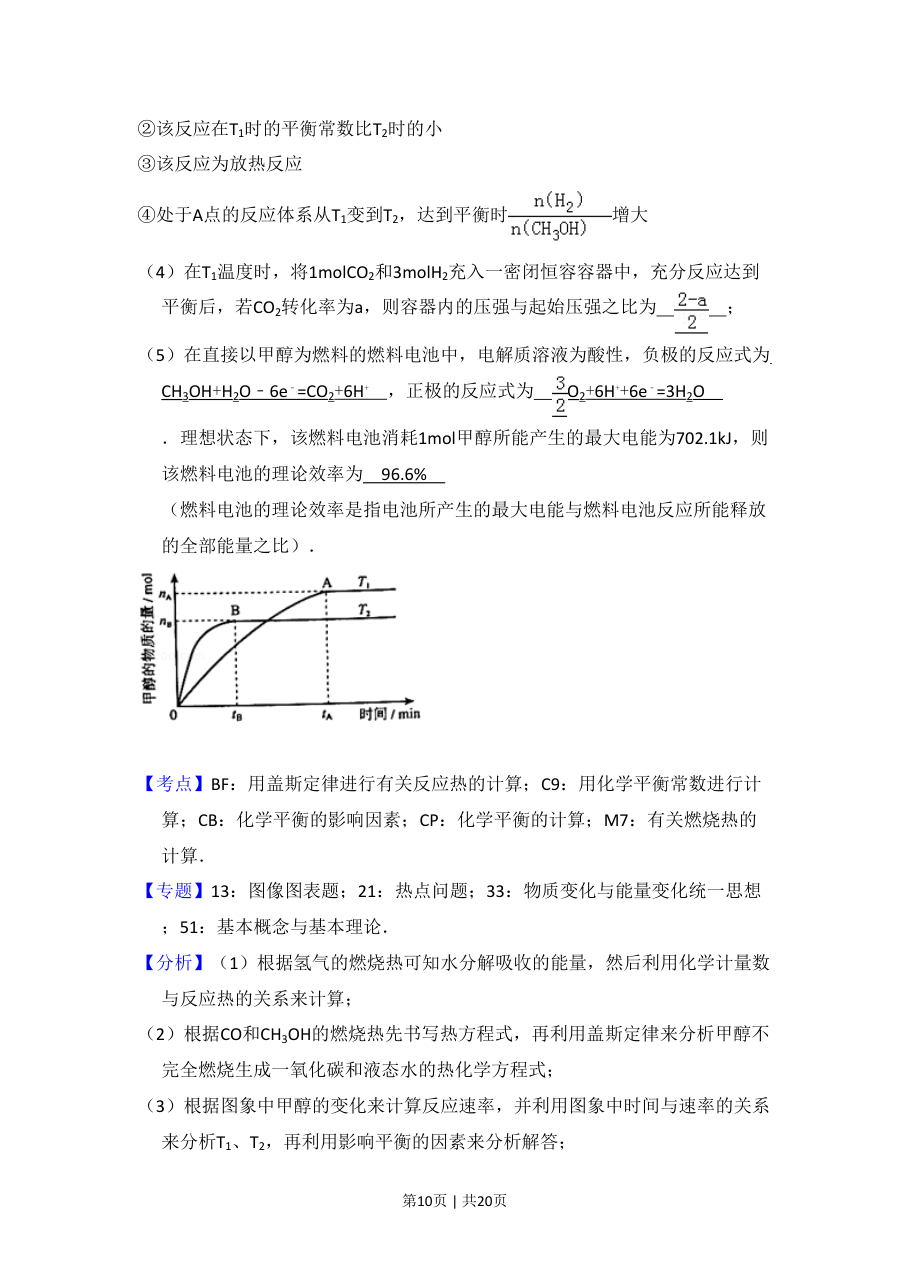 ②该反应在T₁时的平衡常数比T₂时的小
③该反应为放热反应
④处于A点的反应体系从T₁变到T₂，达到平衡时n(H₂)/n(CH₃OH)增大
（4）在T₁温度时，将1molCO₂和3molH₂充入一密闭恒容容器中，充分反应达到
平衡后，若CO₂转化率为a，则容器内的压强与起始压强之比为 (2-a)/2 ；
（5）在直接以甲醇为燃料的燃料电池中，电解质溶液为酸性，负极的反应式为
CH₃OH+H₂O﹣6e⁻=CO₂+6H⁺ ，正极的反应式为 3/2O₂+6H⁺+6e⁻=3H₂O
．理想状态下，该燃料电池消耗1mol甲醇所能产生的最大电能为702.1kJ，则
该燃料电池的理论效率为 96.6%
（燃料电池的理论效率是指电池所产生的最大电能与燃料电池反应所能释放
的全部能量之比）．
甲醇的物质的量/mol
n_A
n_B
A
T₁
B
T₂
0
t_B
t_A
时间/min
【考点】BF：用盖斯定律进行有关反应热的计算；C9：用化学平衡常数进行计
算；CB：化学平衡的影响因素；CP：化学平衡的计算；M7：有关燃烧热的
计算．
【专题】13：图像图表题；21：热点问题；33：物质变化与能量变化统一思想
；51：基本概念与基本理论．
【分析】（1）根据氢气的燃烧热可知水分解吸收的能量，然后利用化学计量数
与反应热的关系来计算；
（2）根据CO和CH₃OH的燃烧热先书写热方程式，再利用盖斯定律来分析甲醇不
完全燃烧生成一氧化碳和液态水的热化学方程式；
（3）根据图象中甲醇的变化来计算反应速率，并利用图象中时间与速率的关系
来分析T₁、T₂，再利用影响平衡的因素来分析解答；
第10页 | 共20页